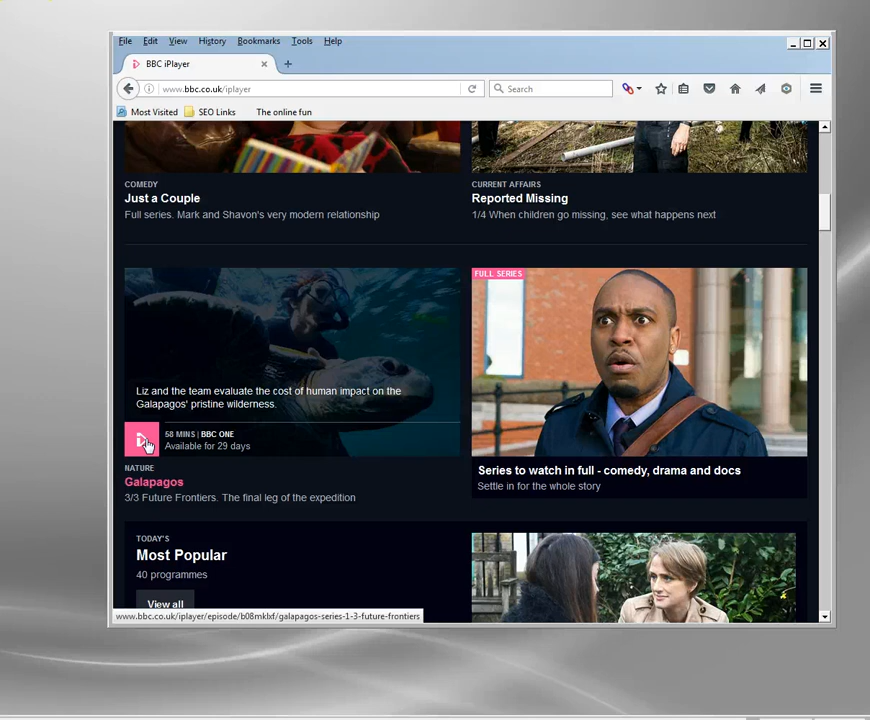 File Edit View History Bookmarks Tools Help
BBC iPlayer
www.bbc.co.uk/iplayer
Search
Most Visited SEO Links The online fun
COMEDY
Just a Couple
Full series. Mark and Shavon's very modern relationship
CURRENT AFFAIRS
Reported Missing
1/4 When children go missing, see what happens next
Liz and the team evaluate the cost of human impact on the
Galapagos' pristine wilderness.
58 MINS | BBC ONE
Available for 29 days
NATURE
Galapagos
3/3 Future Frontiers. The final leg of the expedition
FULL SERIES
Series to watch in full - comedy, drama and docs
Settle in for the whole story
TODAY'S
Most Popular
40 programmes
View all
www.bbc.co.uk/iplayer/episode/b08mklxf/galapagos-series-1-3-future-frontiers